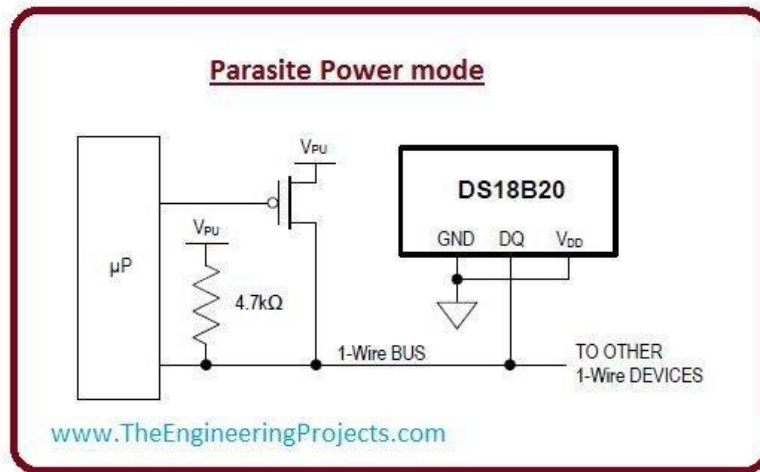 Parasite Power mode
VPU
DS18B20
GND DQ VDD
VPU
µP
4.7kΩ
1-Wire BUS
TO OTHER
1-Wire DEVICES
www.TheEngineeringProjects.com